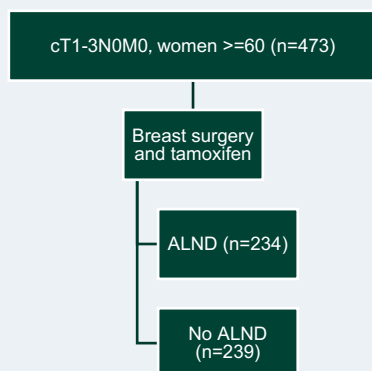 cT1-3N0M0, women >=60 (n=473)
Breast surgery
and tamoxifen
ALND (n=234)
No ALND
(n=239)